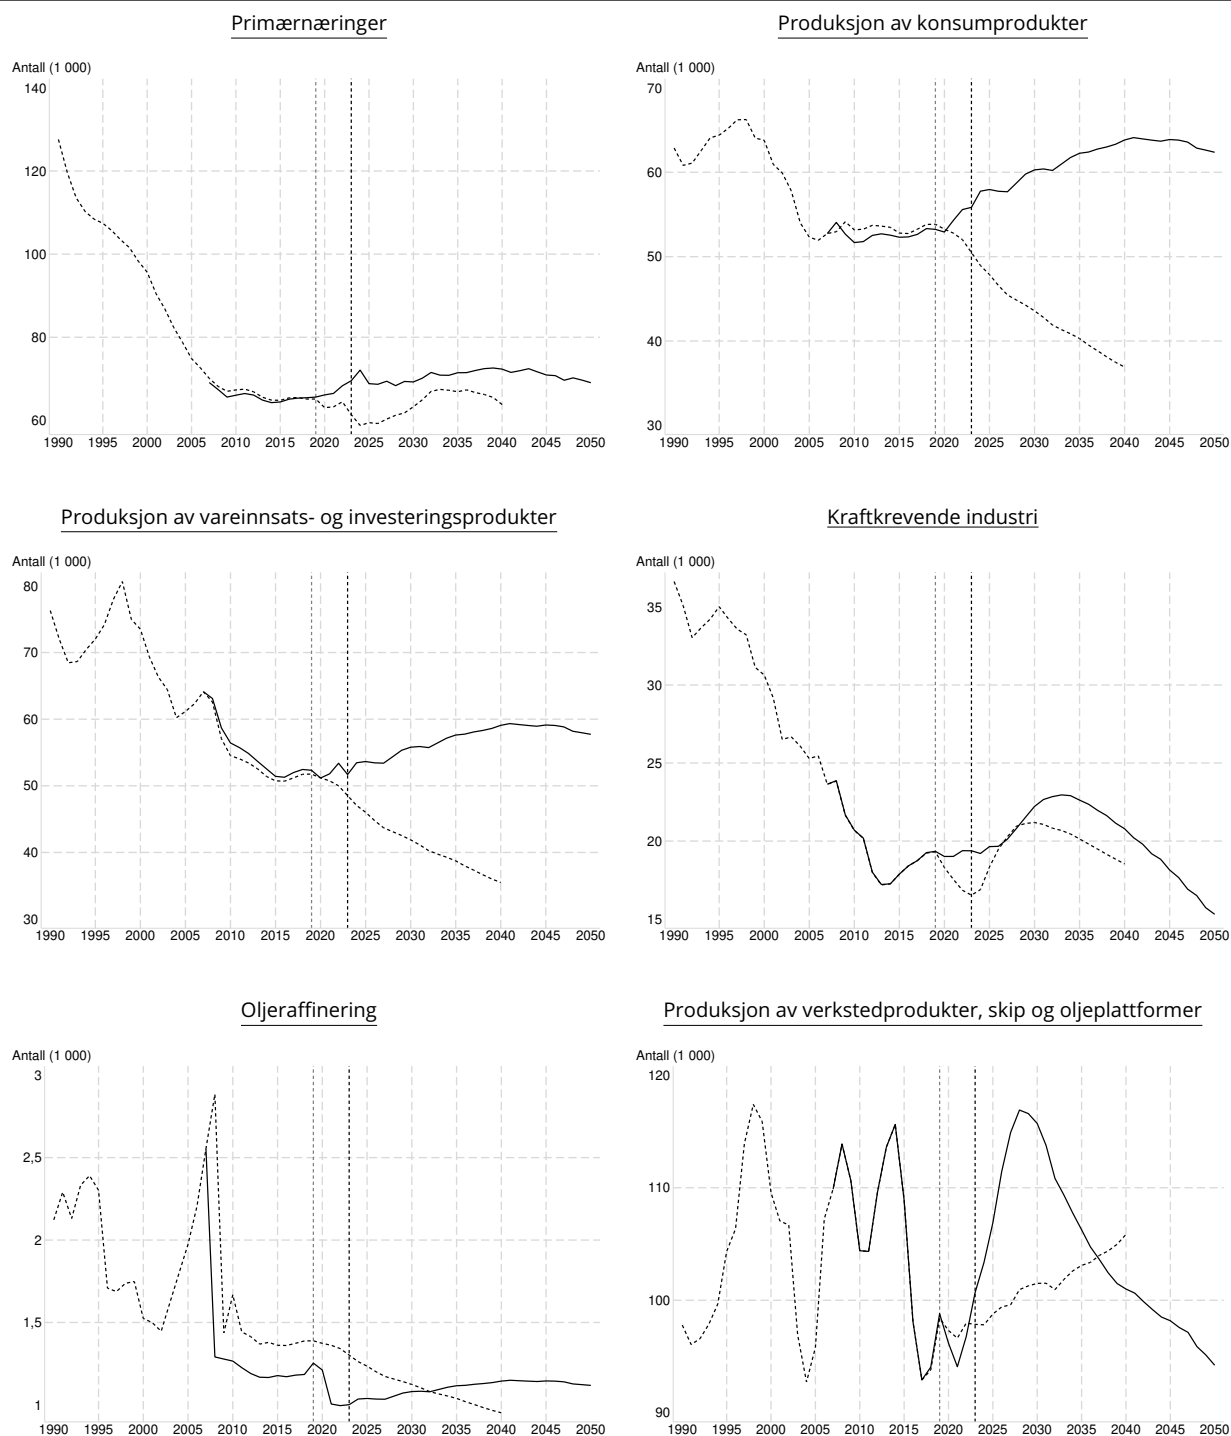 Primærnæringer
Antall (1 000)
140
120
100
80
60
1990 1995 2000 2005 2010 2015 2020 2025 2030 2035 2040 2045 2050
Produksjon av konsumprodukter
Antall (1 000)
70
60
50
40
30
1990 1995 2000 2005 2010 2015 2020 2025 2030 2035 2040 2045 2050
Produksjon av vareinnsats- og investeringsprodukter
Antall (1 000)
80
70
60
50
40
30
1990 1995 2000 2005 2010 2015 2020 2025 2030 2035 2040 2045 2050
Kraftkrevende industri
Antall (1 000)
35
30
25
20
15
1990 1995 2000 2005 2010 2015 2020 2025 2030 2035 2040 2045 2050
Oljeraffinering
Antall (1 000)
3
2,5
2
1,5
1
1990 1995 2000 2005 2010 2015 2020 2025 2030 2035 2040 2045 2050
Produksjon av verkstedprodukter, skip og oljeplattformer
Antall (1 000)
120
110
100
90
1990 1995 2000 2005 2010 2015 2020 2025 2030 2035 2040 2045 2050